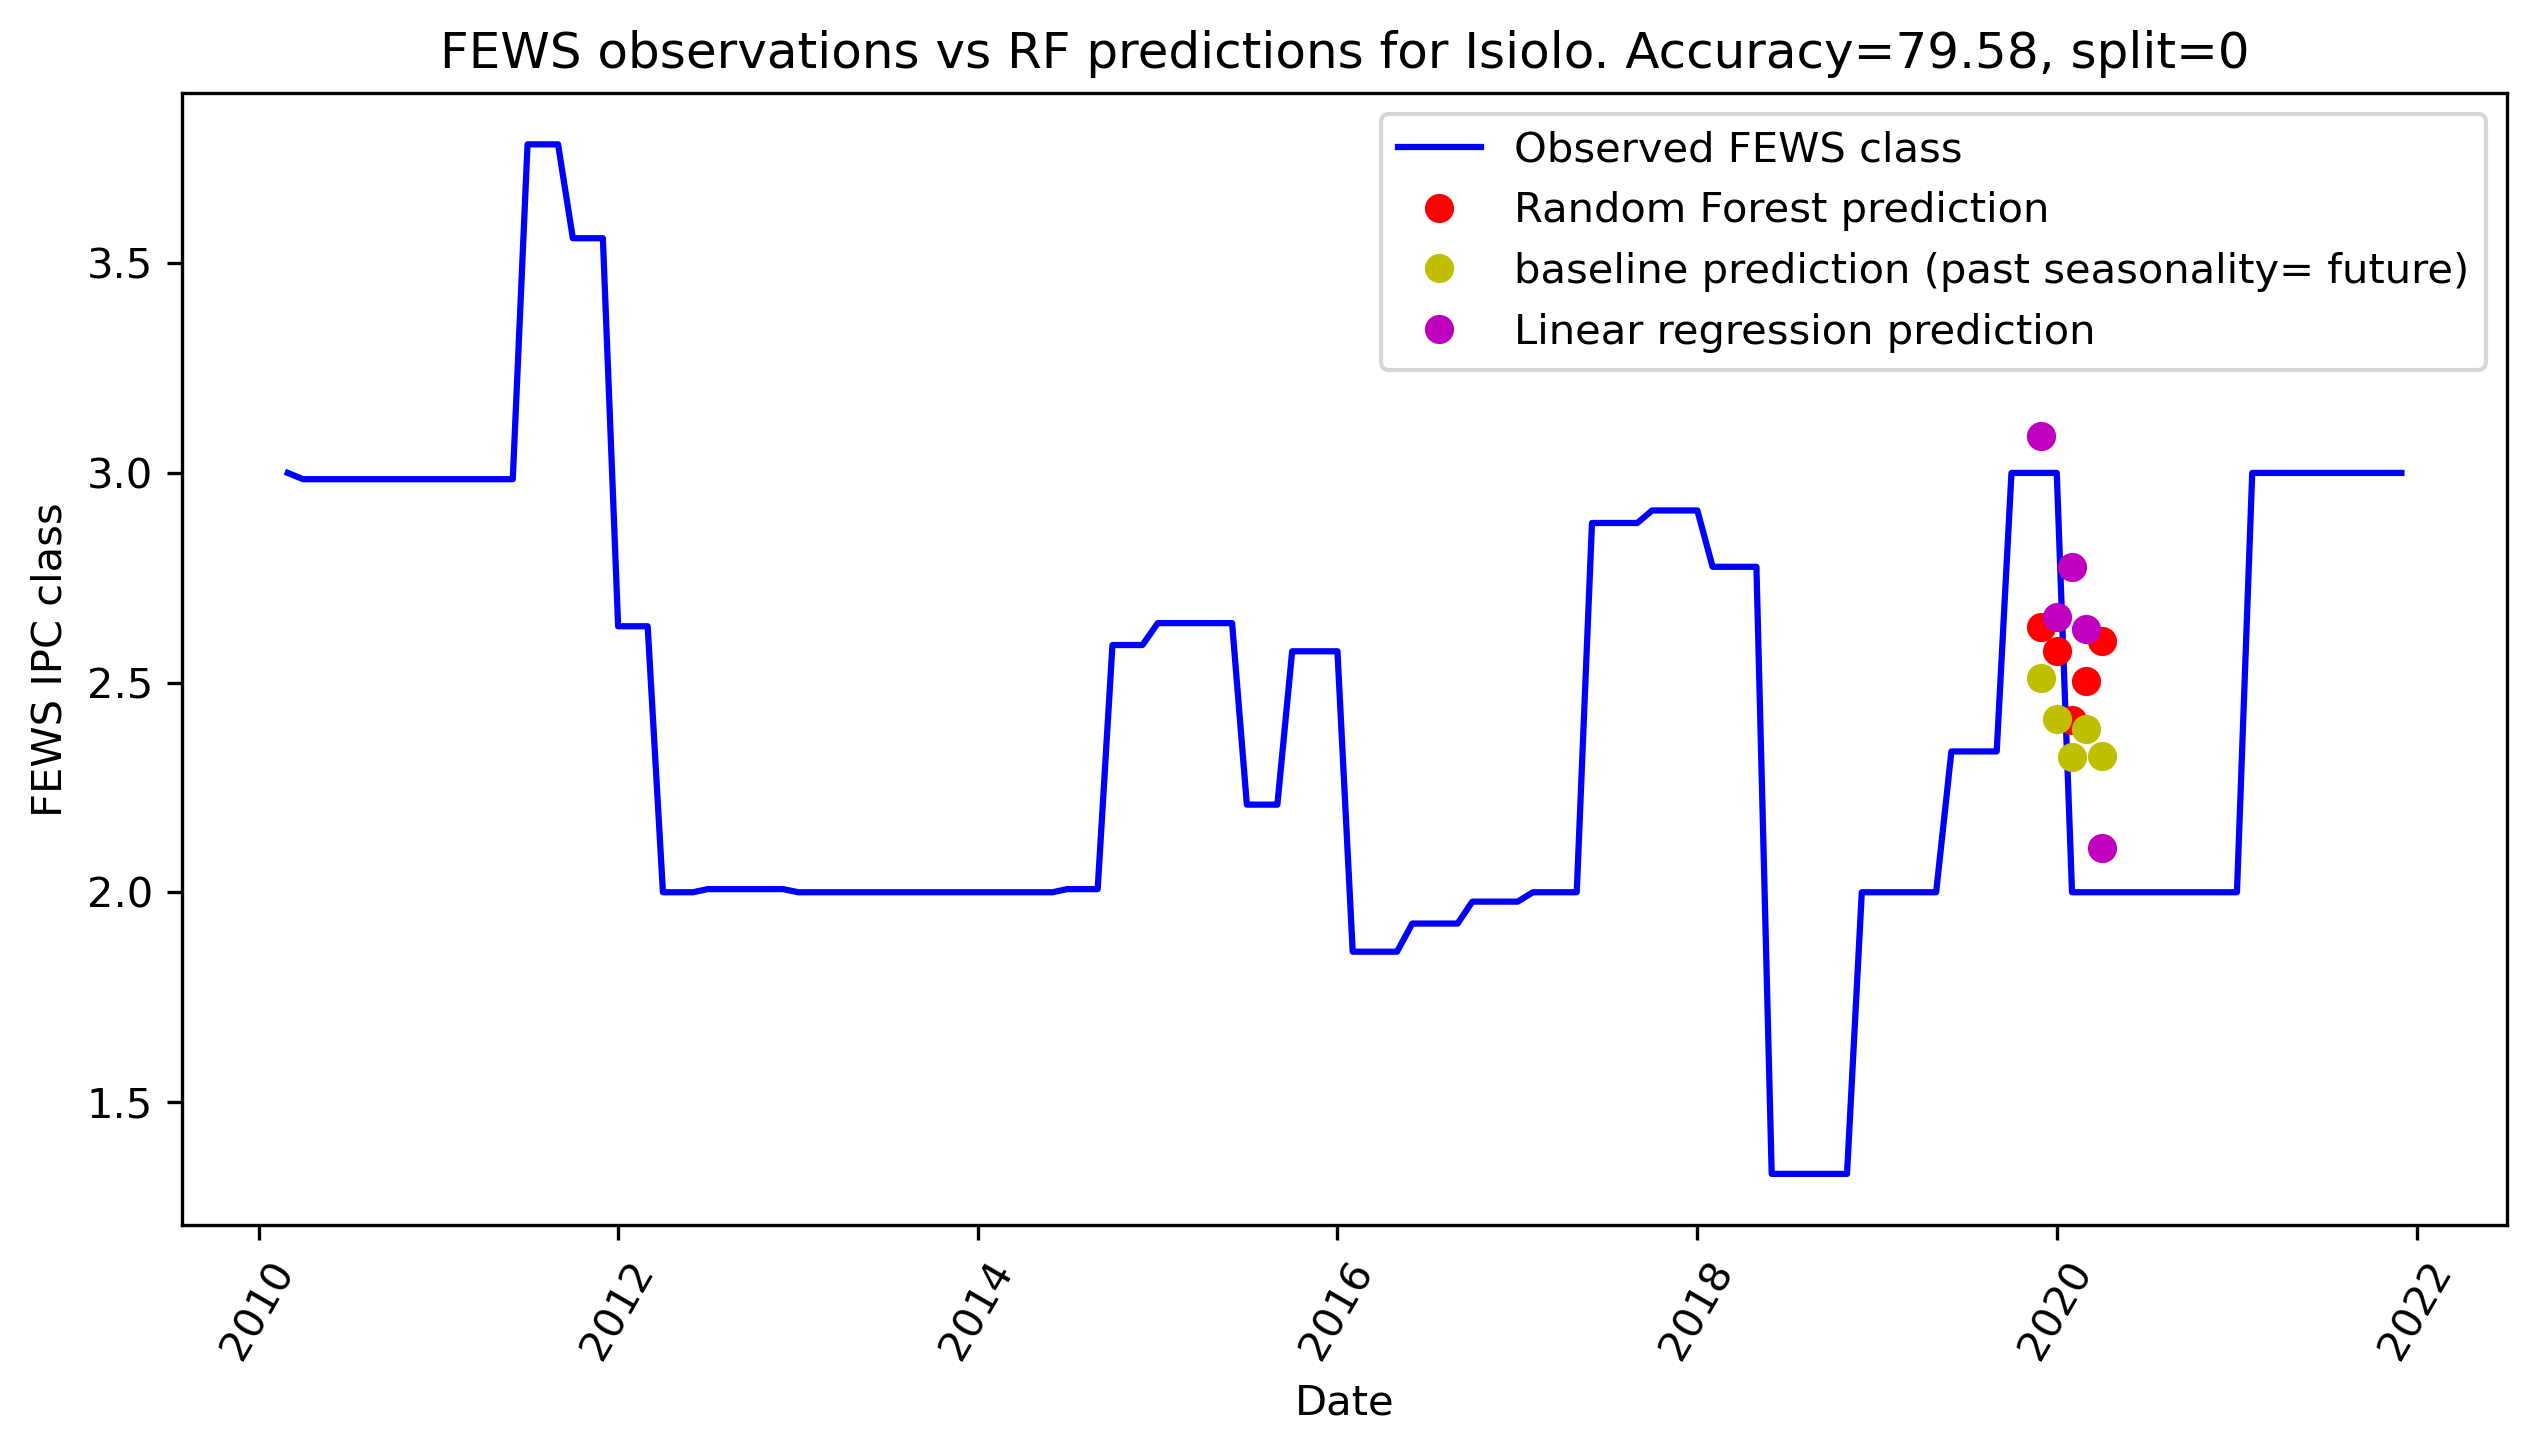 FEWS observations vs RF predictions for Isiolo. Accuracy=79.58, split=0
Observed FEWS class
Random Forest prediction
baseline prediction (past seasonality= future)
Linear regression prediction
FEWS IPC class
3.5
3.0
2.5
2.0
1.5
2010
2012
2014
2016
2018
2020
2022
Date